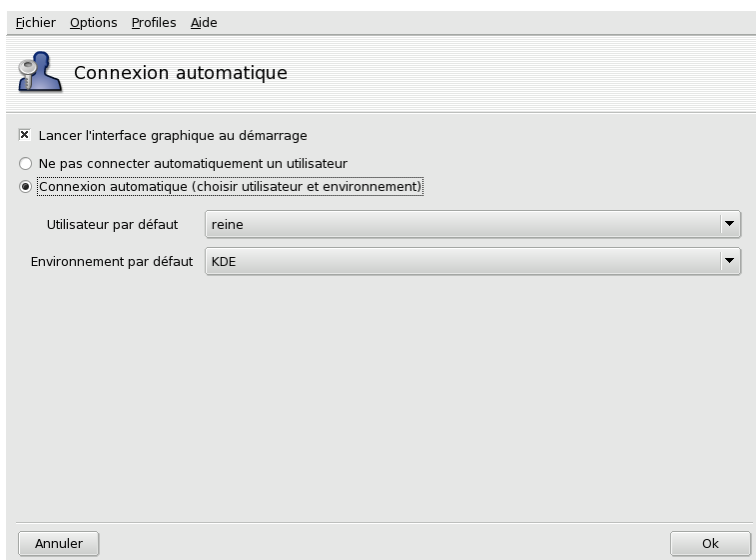 Fichier Options Profiles Aide
Connexion automatique
Lancer l'interface graphique au démarrage
Ne pas connecter automatiquement un utilisateur
Connexion automatique (choisir utilisateur et environnement)
Utilisateur par défaut reine
Environnement par défaut KDE
Annuler Ok